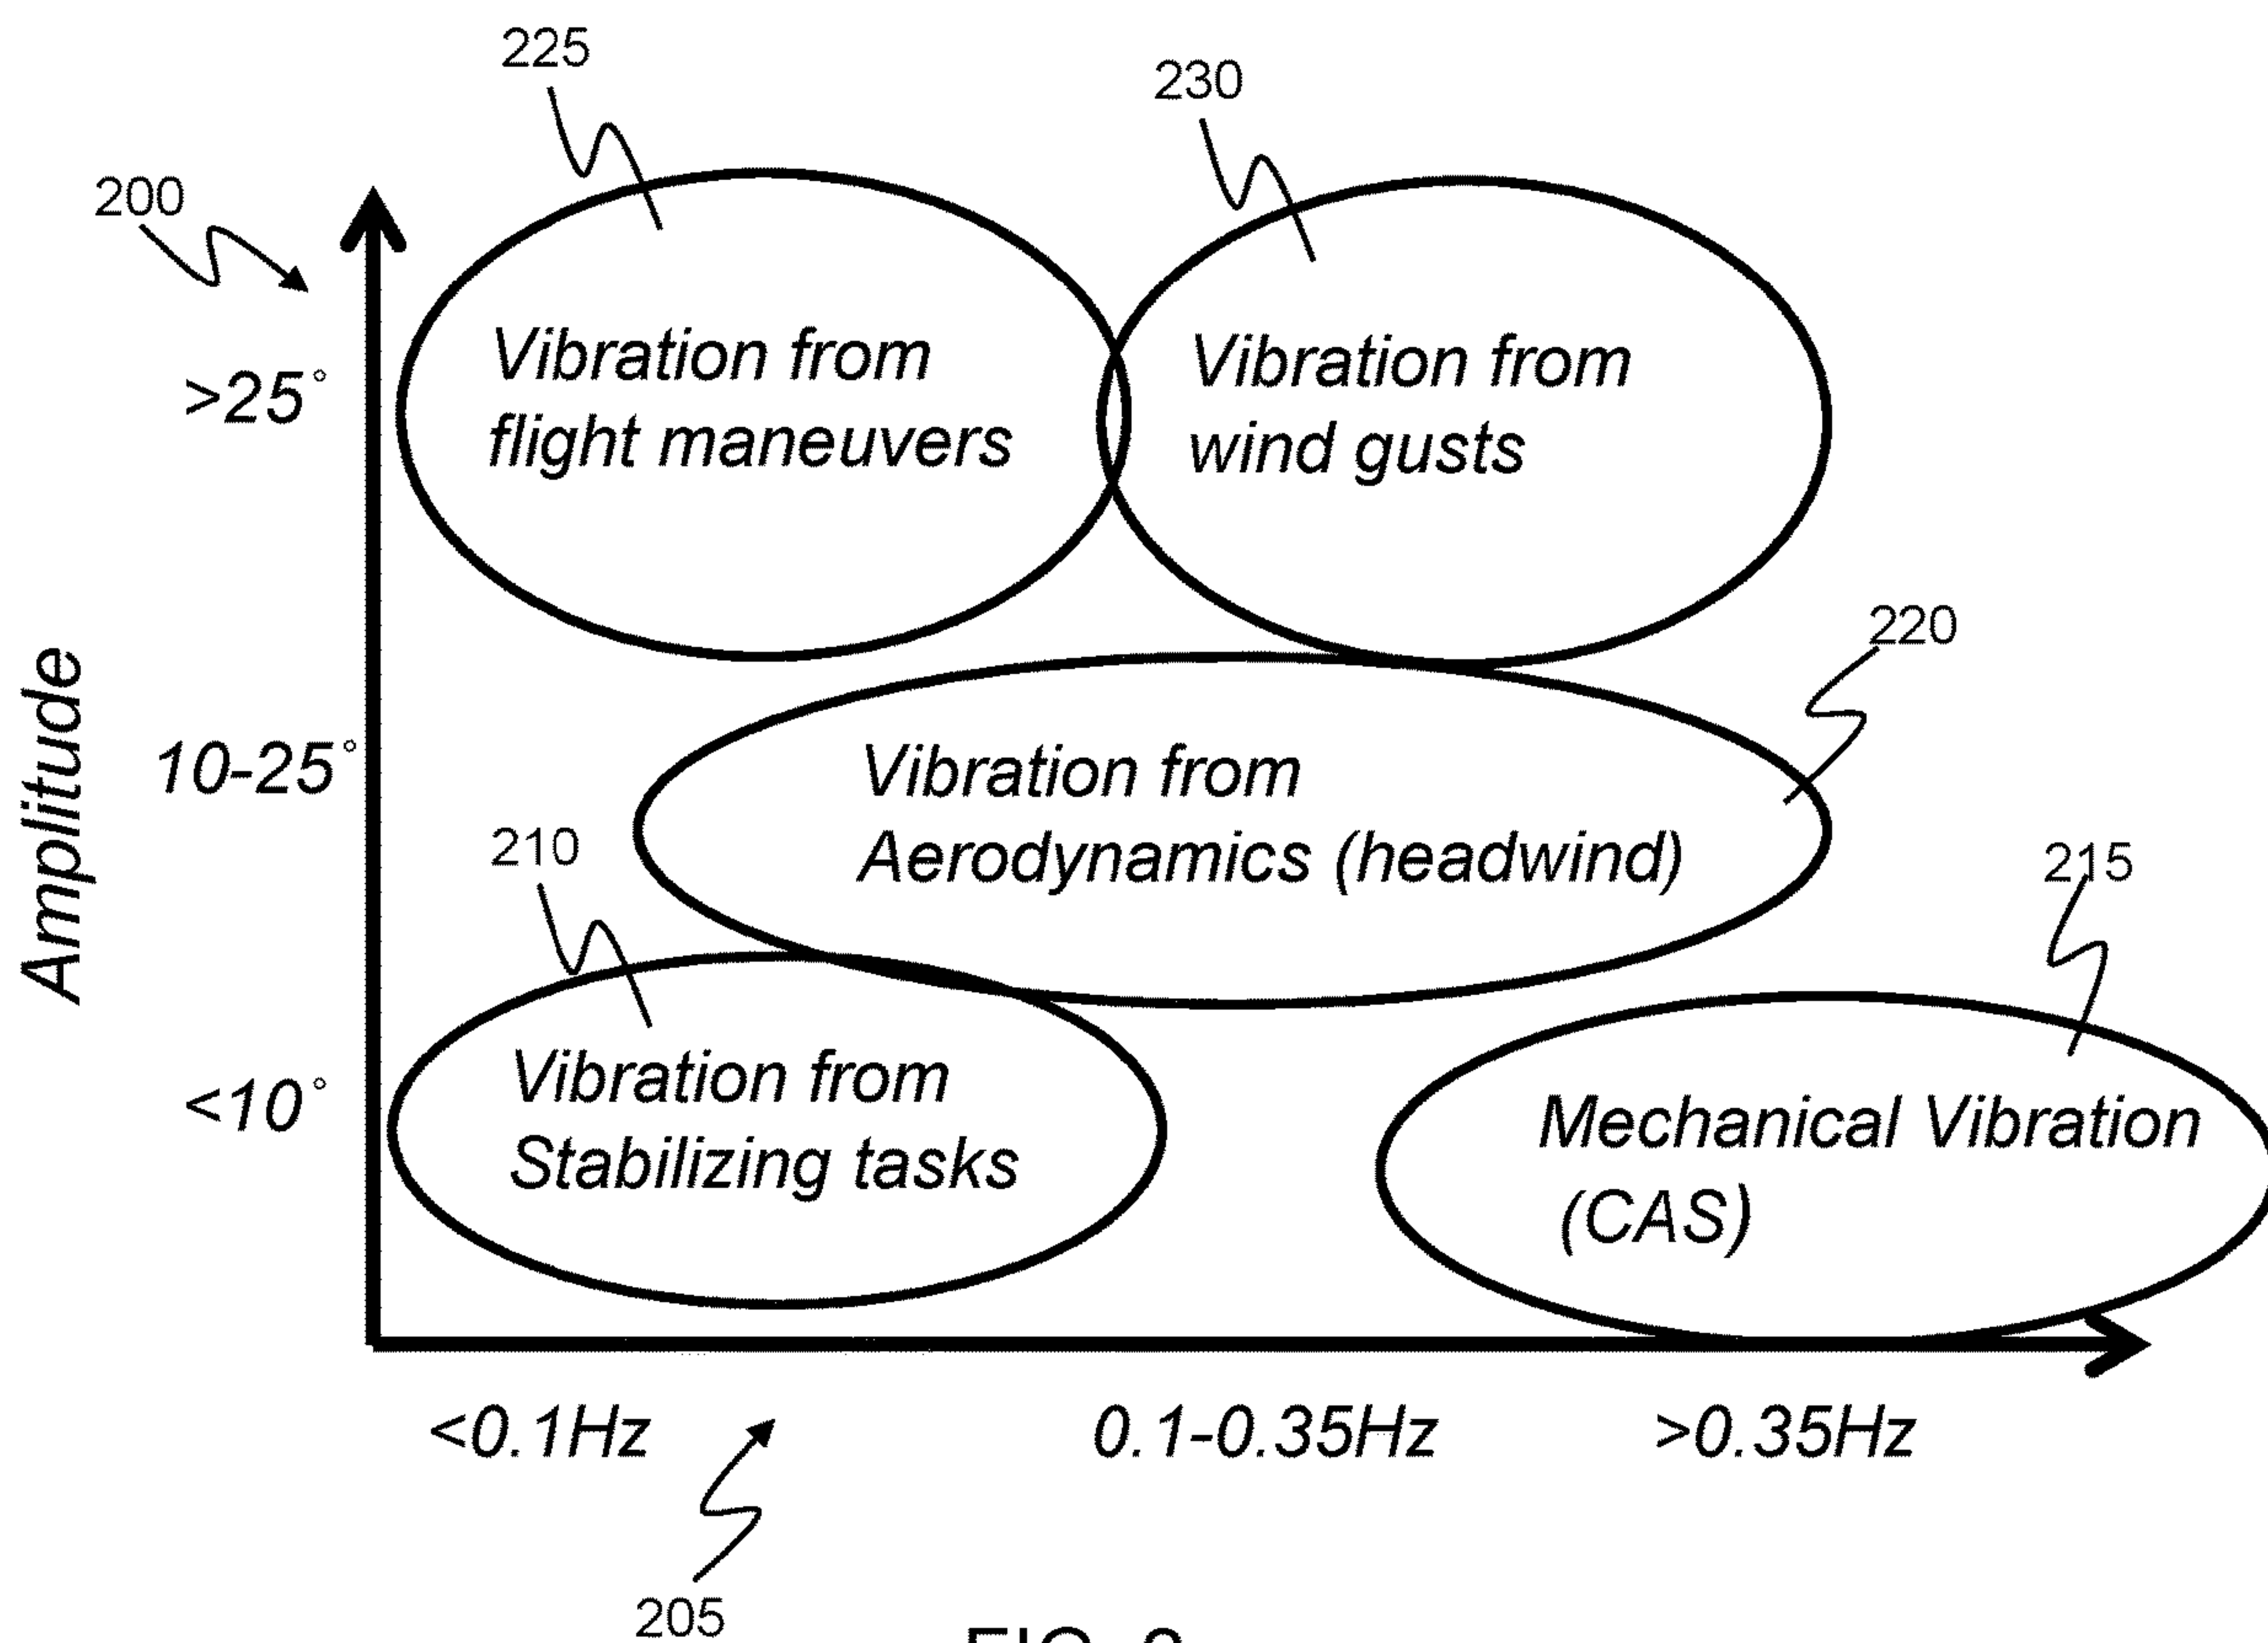 225
230
200
Vibration from
flight maneuvers
Vibration from
wind gusts
>25°
220
Amplitude
10-25°
Vibration from
Aerodynamics (headwind)
210
215
<10°
Vibration from
Stabilizing tasks
Mechanical Vibration
(CAS)
<0.1Hz
0.1-0.35Hz
>0.35Hz
205